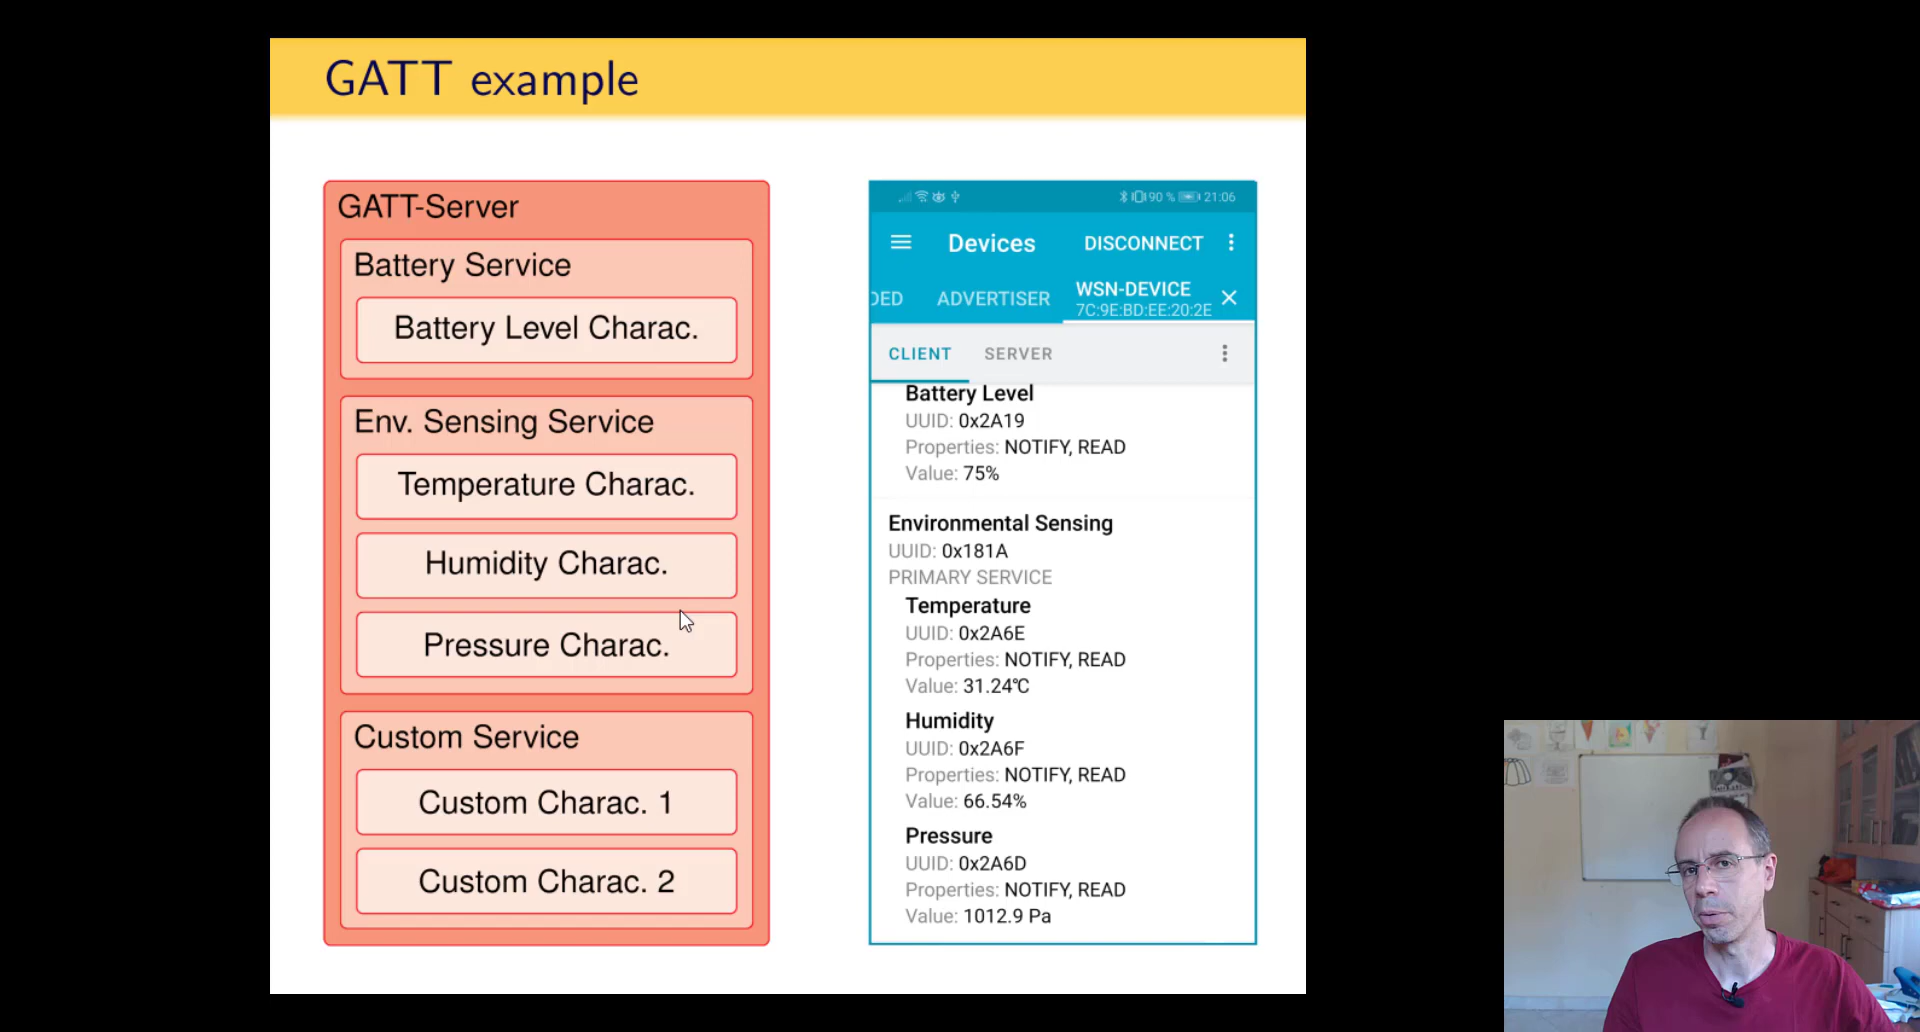 GATT example
GATT-Server
Battery Service
Battery Level Charac.
Env. Sensing Service
Temperature Charac.
Humidity Charac.
Pressure Charac.
Custom Service
Custom Charac. 1
Custom Charac. 2
90 % 21:06
Devices DISCONNECT
DED ADVERTISER WSN-DEVICE
7C:9E:BD:EE:20:2E
CLIENT SERVER
Battery Level
UUID: 0x2A19
Properties: NOTIFY, READ
Value: 75%
Environmental Sensing
UUID: 0x181A
PRIMARY SERVICE
Temperature
UUID: 0x2A6E
Properties: NOTIFY, READ
Value: 31.24°C
Humidity
UUID: 0x2A6F
Properties: NOTIFY, READ
Value: 66.54%
Pressure
UUID: 0x2A6D
Properties: NOTIFY, READ
Value: 1012.9 Pa